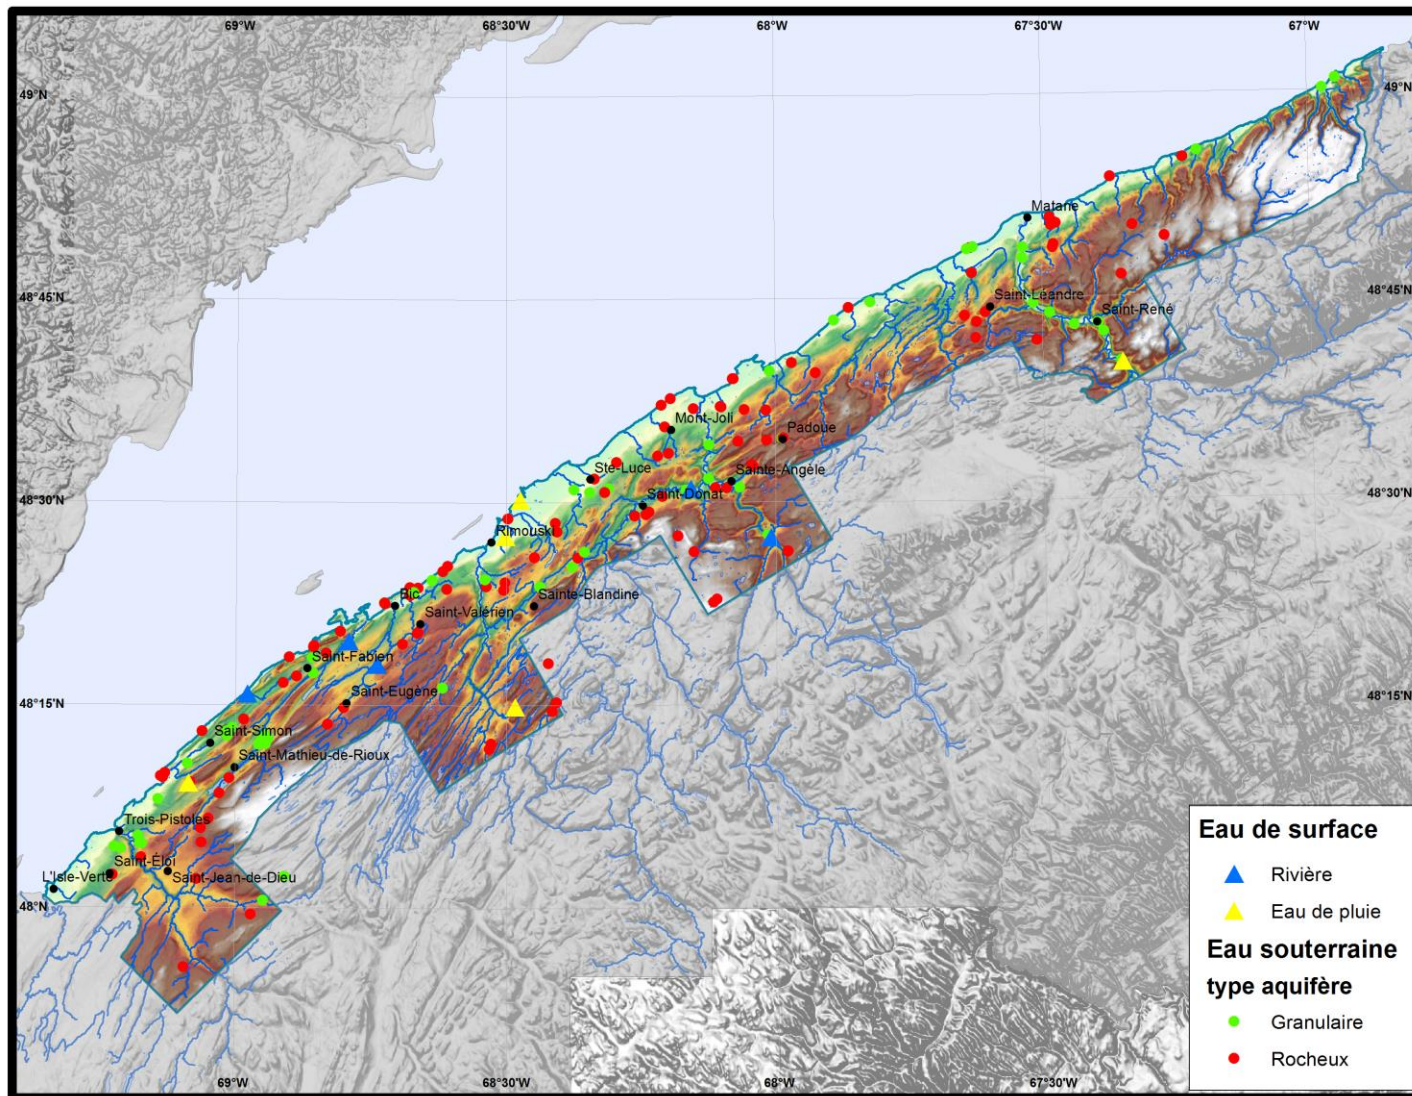 69°W 68°30'W 68°W 67°30'W 67°W
49°N 49°N
Matane
48°45'N 48°45'N
Saint-Léandre
Saint-René
Mont-Joli
Padoue
Ste-Luce
Sainte-Angèle
48°30'N 48°30'N
Saint-Donat
Rimouski
Bic
Sainte-Blandine
Saint-Valérien
Saint-Fabien
Saint-Eugène
48°15'N 48°15'N
Saint-Simon
Saint-Mathieu-de-Rioux
Trois-Pistoles
Saint-Éloi
L'Isle-Verte
Saint-Jean-de-Dieu
48°N
Eau de surface
Rivière
Eau de pluie
Eau souterraine
type aquifère
Granulaire
Rocheux
69°W 68°30'W 68°W 67°30'W